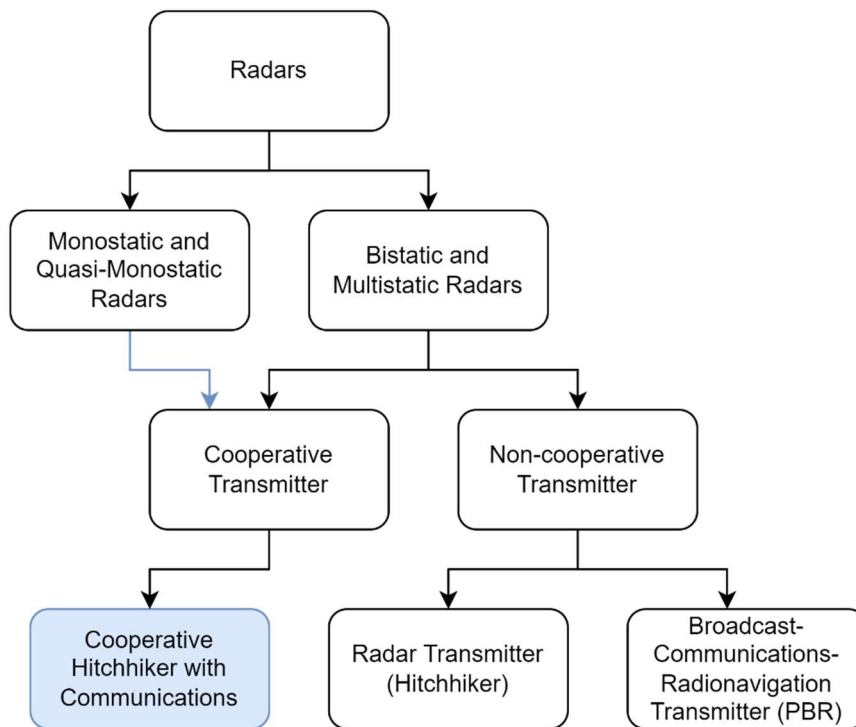 Radars
Monostatic and
Quasi-Monostatic
Radars
Bistatic and
Multistatic Radars
Cooperative
Transmitter
Non-cooperative
Transmitter
Cooperative
Hitchhiker with
Communications
Radar Transmitter
(Hitchhiker)
Broadcast-
Communications-
Radionavigation
Transmitter (PBR)